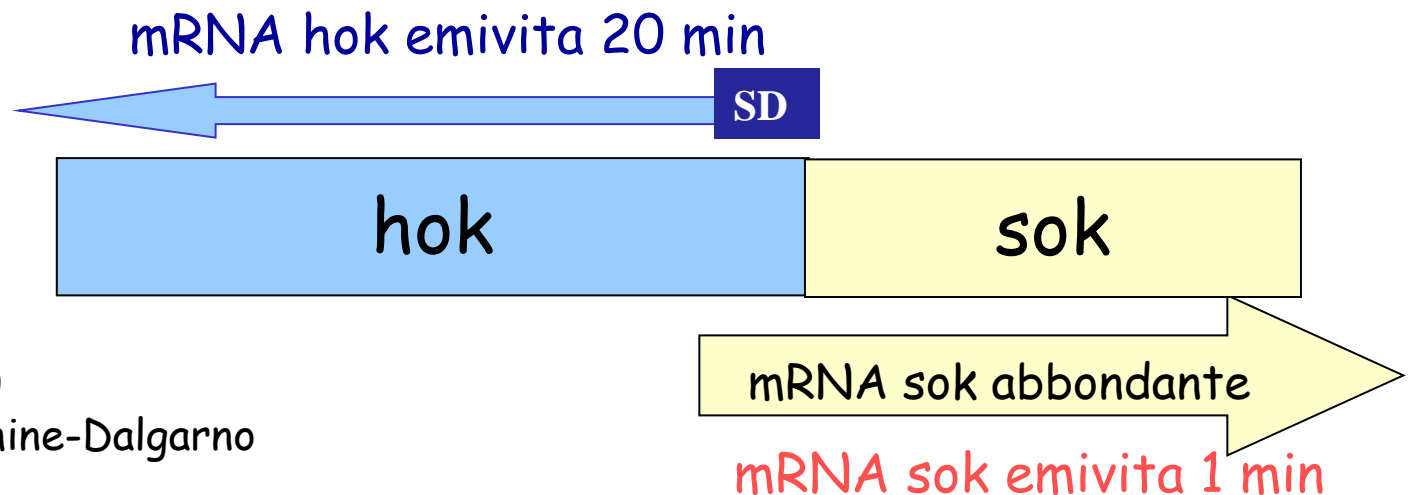 mRNA hok emivita 20 min
SD
hok
sok
mRNA sok abbondante
ine-Dalgarno
mRNA sok emivita 1 min